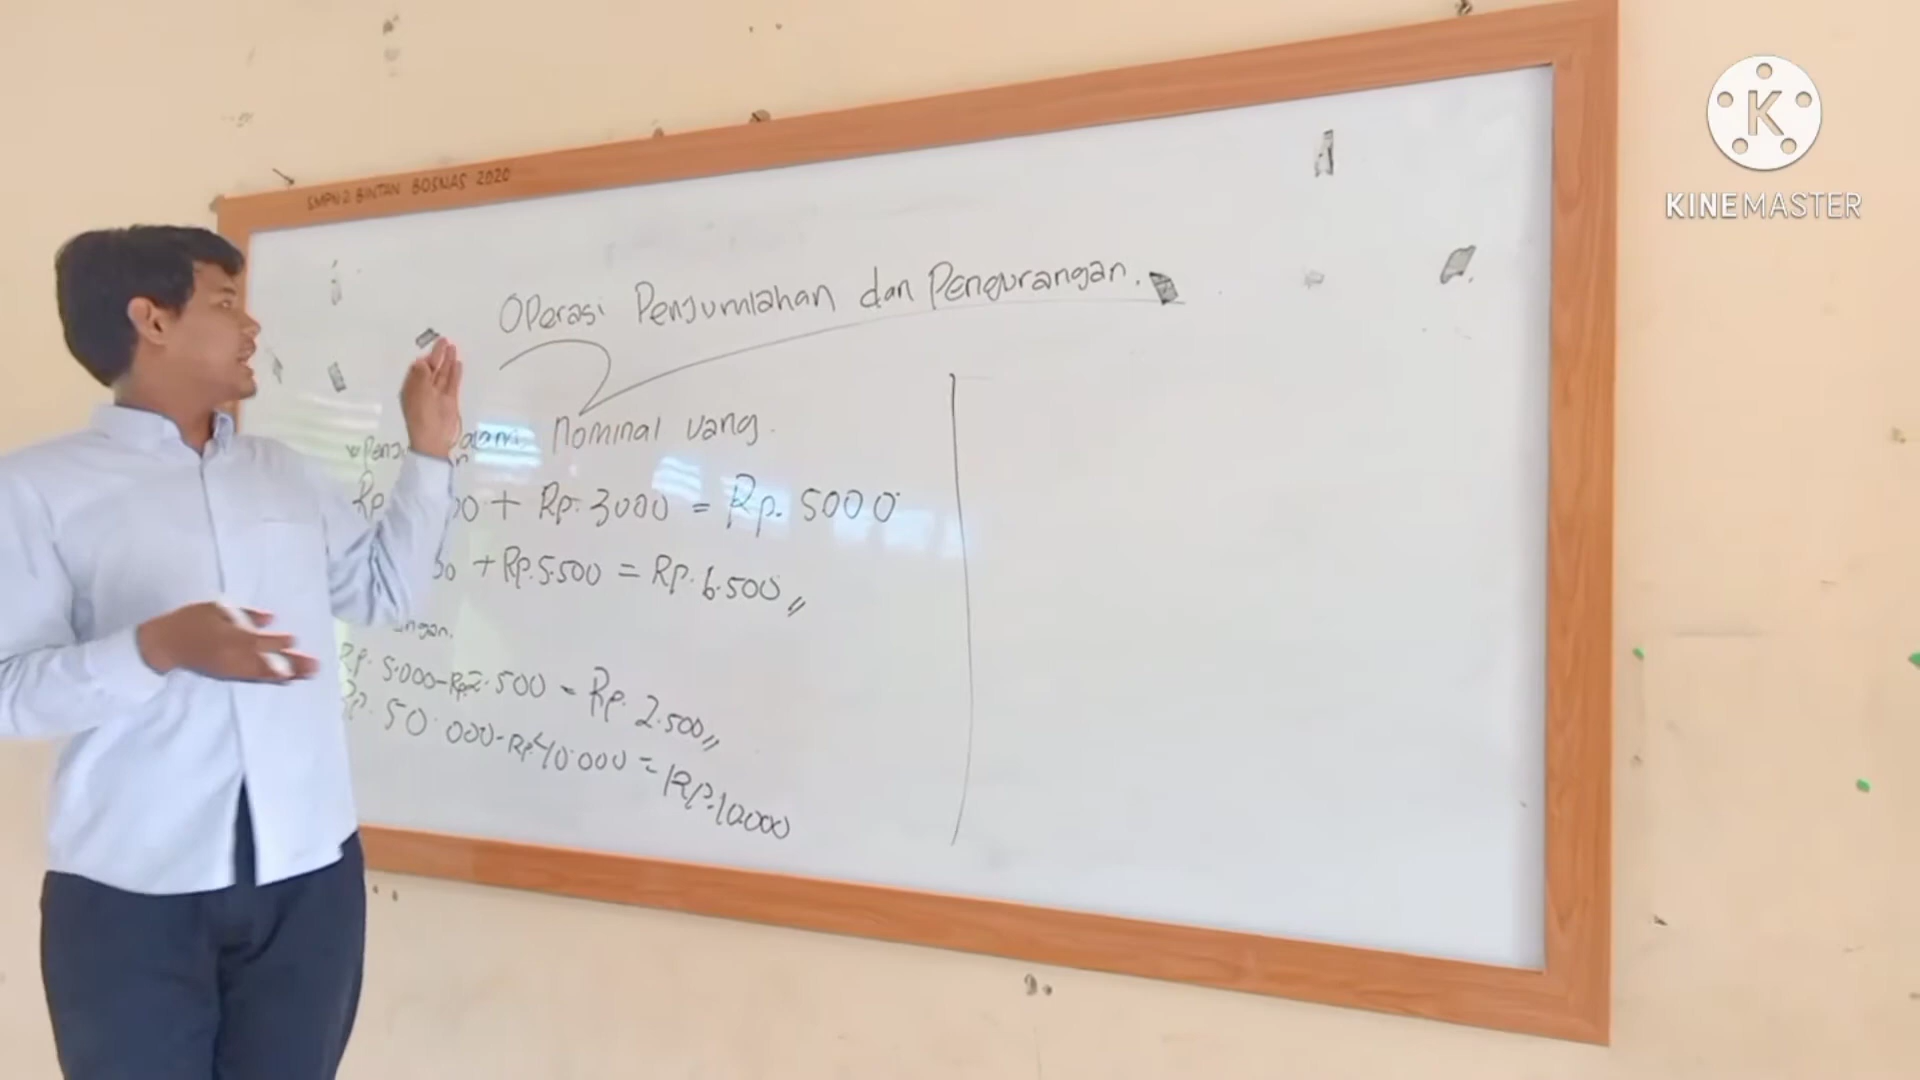 SMPN 2 BINTAN BOSNAS 2020
KINEMASTER
Operasi Penjumlahan dan Pengurangan.
nominal uang.
Rp + Rp. 3000 = Rp. 5000
+ Rp. 5.500 = Rp. 6.500,,
Rp. 5.000 - Rp. 2.500 = Rp. 2.500,,
Rp. 50.000 - Rp. 40.000 = Rp. 10.000